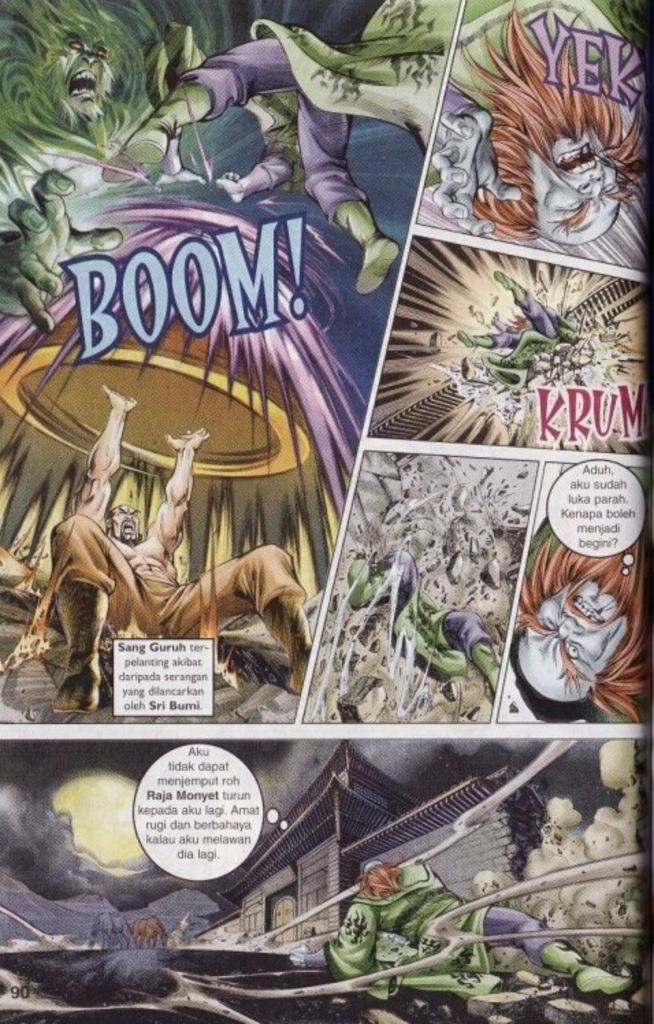 BOOM!
YEK
KRUM
Sang Guruh ter-
pelanting akibat
daripada serangan
yang dilancarkan
oleh Sri Bumi.
Aduh,
aku sudah
luka parah.
Kenapa boleh
menjadi
begini?
Aku
tidak dapat
menjemput roh
Raja Monyet turun
kepada aku lagi. Amat
rugi dan berbahaya
kalau aku melawan
dia lagi.
90